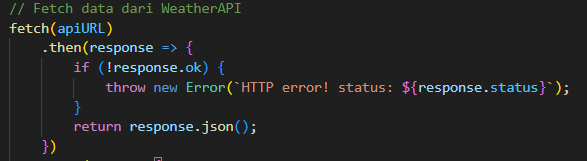 // Fetch data dari WeatherAPI
fetch(apiURL)
    .then(response => {
        if (!response.ok) {
            throw new Error(`HTTP error! status: ${response.status}`);
        }
        return response.json();
    })